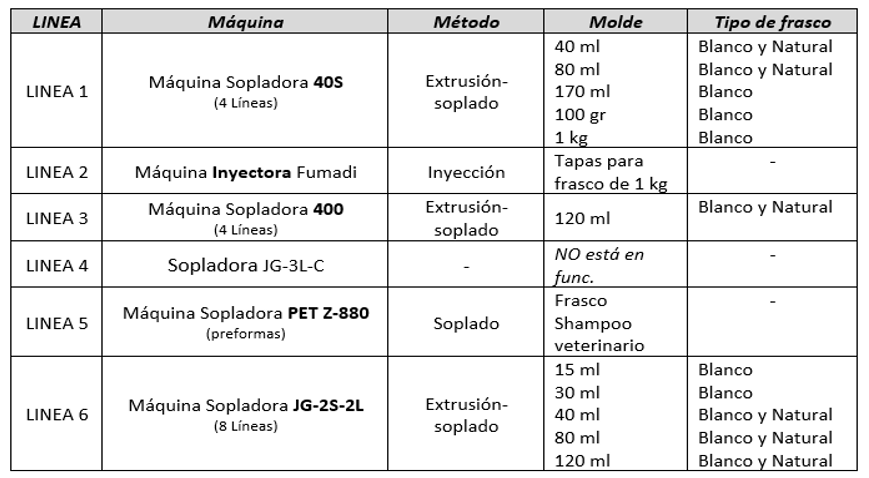 LINEA Máquina Método Molde Tipo de frasco
LINEA 1 Máquina Sopladora 40S (4 Líneas) Extrusión-soplado
40 ml Blanco y Natural
80 ml Blanco y Natural
170 ml Blanco
100 gr Blanco
1 kg Blanco
LINEA 2 Máquina Inyectora Fumadi Inyección Tapas para frasco de 1 kg -
LINEA 3 Máquina Sopladora 400 (4 Líneas) Extrusión-soplado 120 ml Blanco y Natural
LINEA 4 Sopladora JG-3L-C - NO está en func. -
LINEA 5 Máquina Sopladora PET Z-880 (preformas) Soplado Frasco Shampoo veterinario -
LINEA 6 Máquina Sopladora JG-2S-2L (8 Líneas) Extrusión-soplado
15 ml Blanco
30 ml Blanco
40 ml Blanco y Natural
80 ml Blanco y Natural
120 ml Blanco y Natural